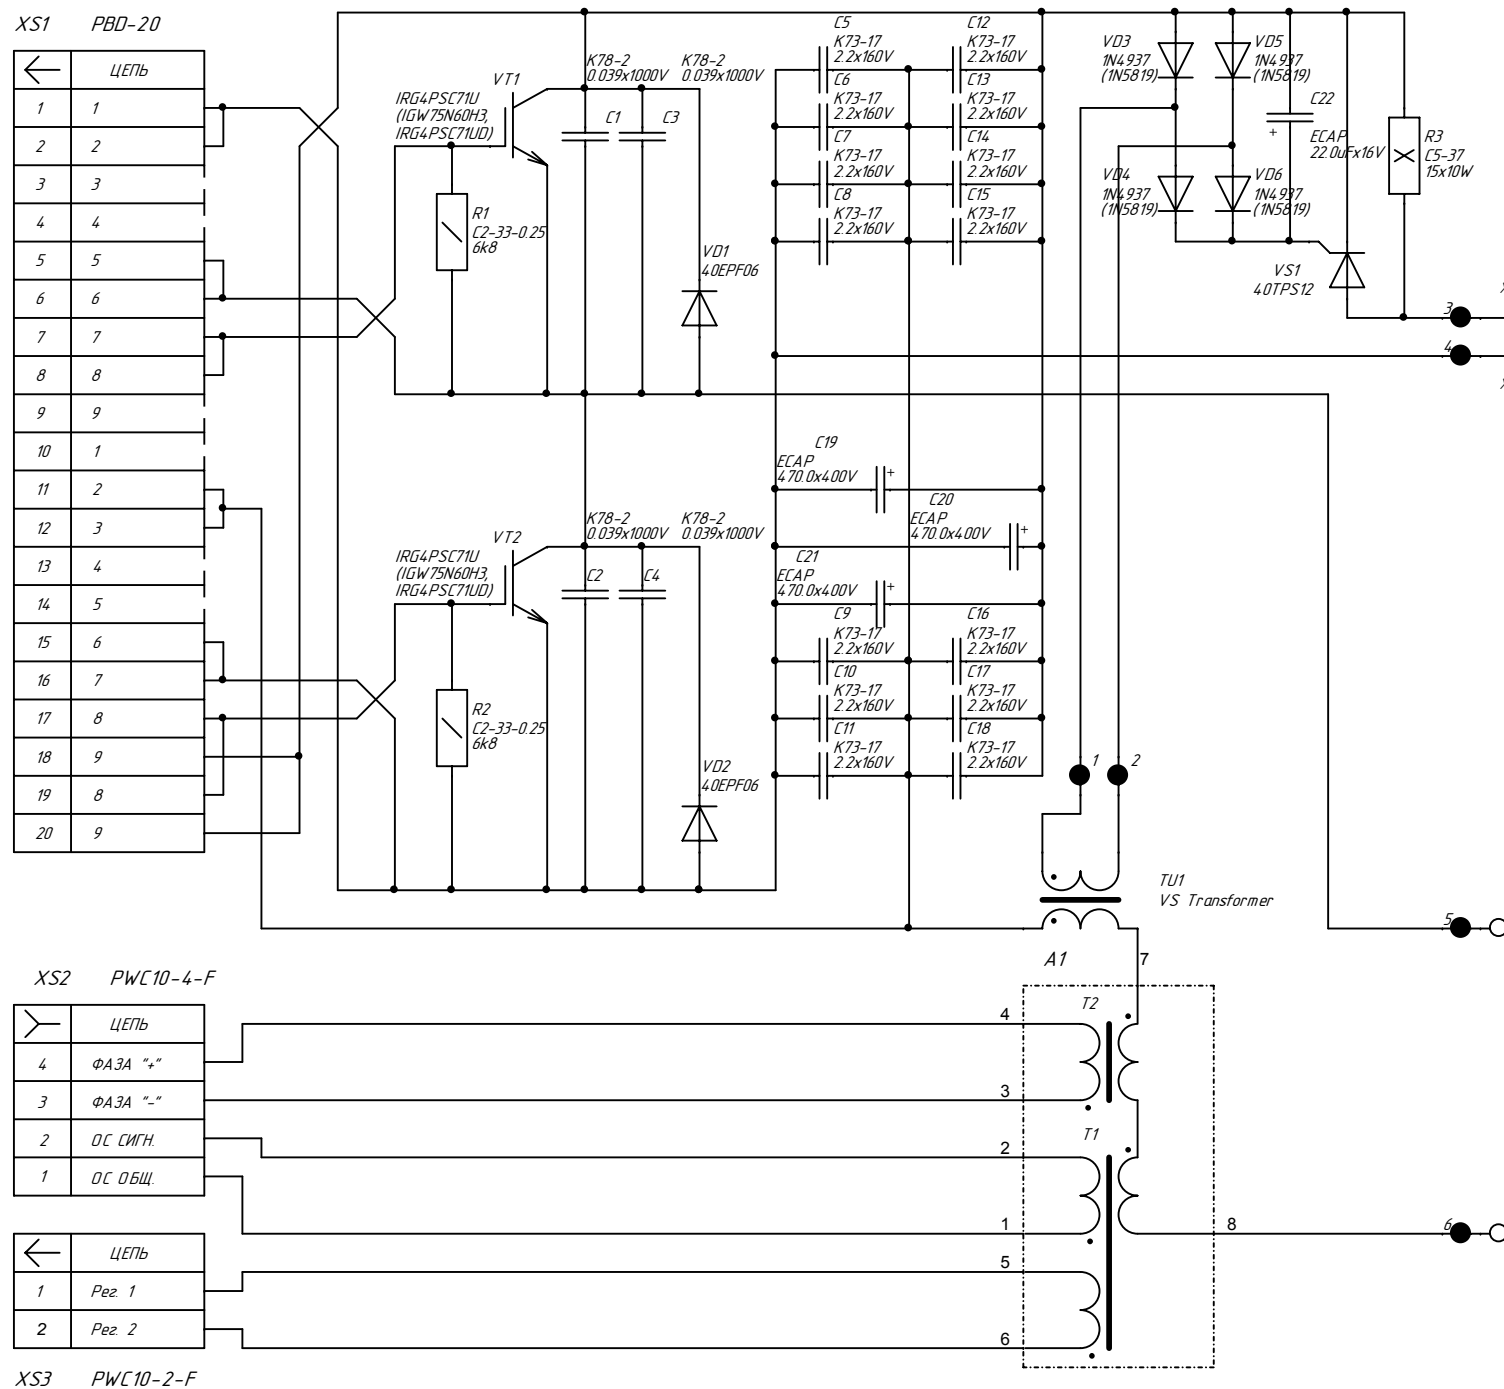 XS1 PBD-20
ЦЕПЬ
1 1
2 2
3 3
4 4
5 5
6 6
7 7
8 8
9 9
10 1
11 2
12 3
13 4
14 5
15 6
16 7
17 8
18 9
19 8
20 9
VT1
IRG4PSC71U
(IGW75N60H3,
IRG4PSC71UD)
R1
C2-33-0.25
6k8
K78-2
0.039x1000V
C1
K78-2
0.039x1000V
C3
VD1
40EPF06
VT2
IRG4PSC71U
(IGW75N60H3,
IRG4PSC71UD)
R2
C2-33-0.25
6k8
K78-2
0.039x1000V
C2
K78-2
0.039x1000V
C4
VD2
40EPF06
C5
K73-17
2.2x160V
C6
K73-17
2.2x160V
C7
K73-17
2.2x160V
C8
K73-17
2.2x160V
C12
K73-17
2.2x160V
C13
K73-17
2.2x160V
C14
K73-17
2.2x160V
C15
K73-17
2.2x160V
C19
ECAP
470.0x400V
+
C20
ECAP
470.0x400V
+
C21
ECAP
470.0x400V
+
C9
K73-17
2.2x160V
C10
K73-17
2.2x160V
C11
K73-17
2.2x160V
C16
K73-17
2.2x160V
C17
K73-17
2.2x160V
C18
K73-17
2.2x160V
VD3
1N4937
(1N5819)
VD5
1N4937
(1N5819)
VD4
1N4937
(1N5819)
VD6
1N4937
(1N5819)
C22
+
ECAP
22.0uFx16V
R3
C5-37
15x10W
VS1
40TPS12
3
4
1
2
TU1
VS Transformer
5
A1
7
T2
T1
4
3
2
1
5
6
8
6
XS2 PWC10-4-F
ЦЕПЬ
4 ФАЗА "+"
3 ФАЗА "-"
2 ОС СИГН.
1 ОС ОБЩ.
ЦЕПЬ
1 Рег. 1
2 Рег. 2
XS3 PWC10-2-F